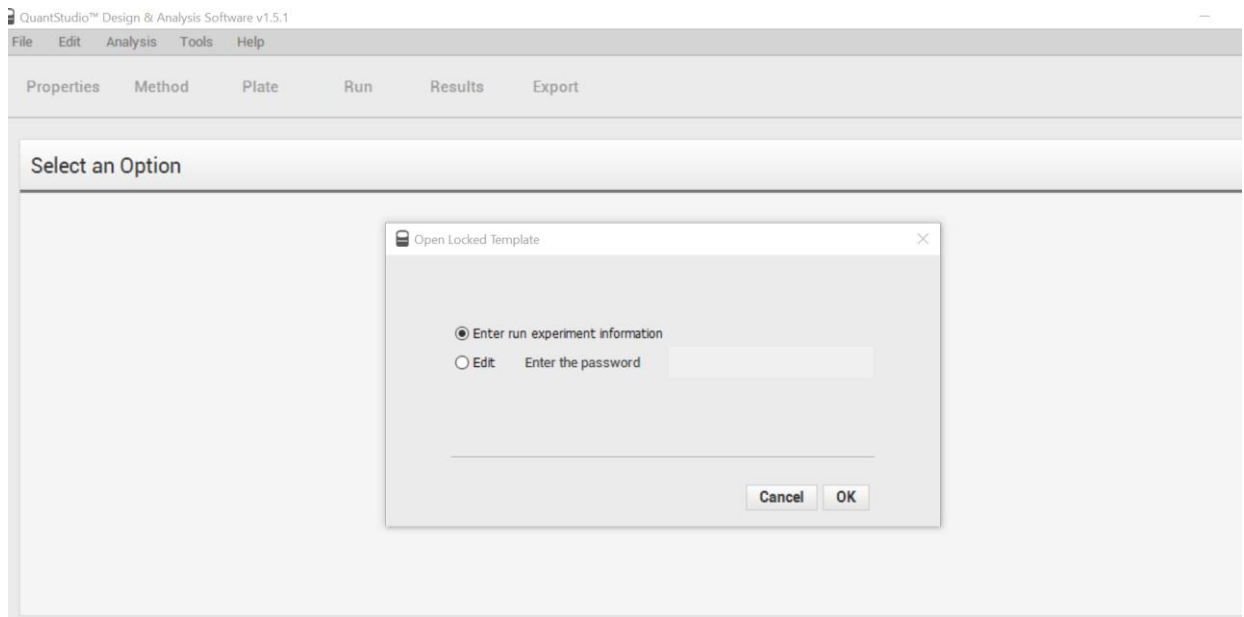 QuantStudio™ Design & Analysis Software v1.5.1
File Edit Analysis Tools Help
Properties Method Plate Run Results Export
Select an Option
Open Locked Template
Enter run experiment information
Edit Enter the password
Cancel OK